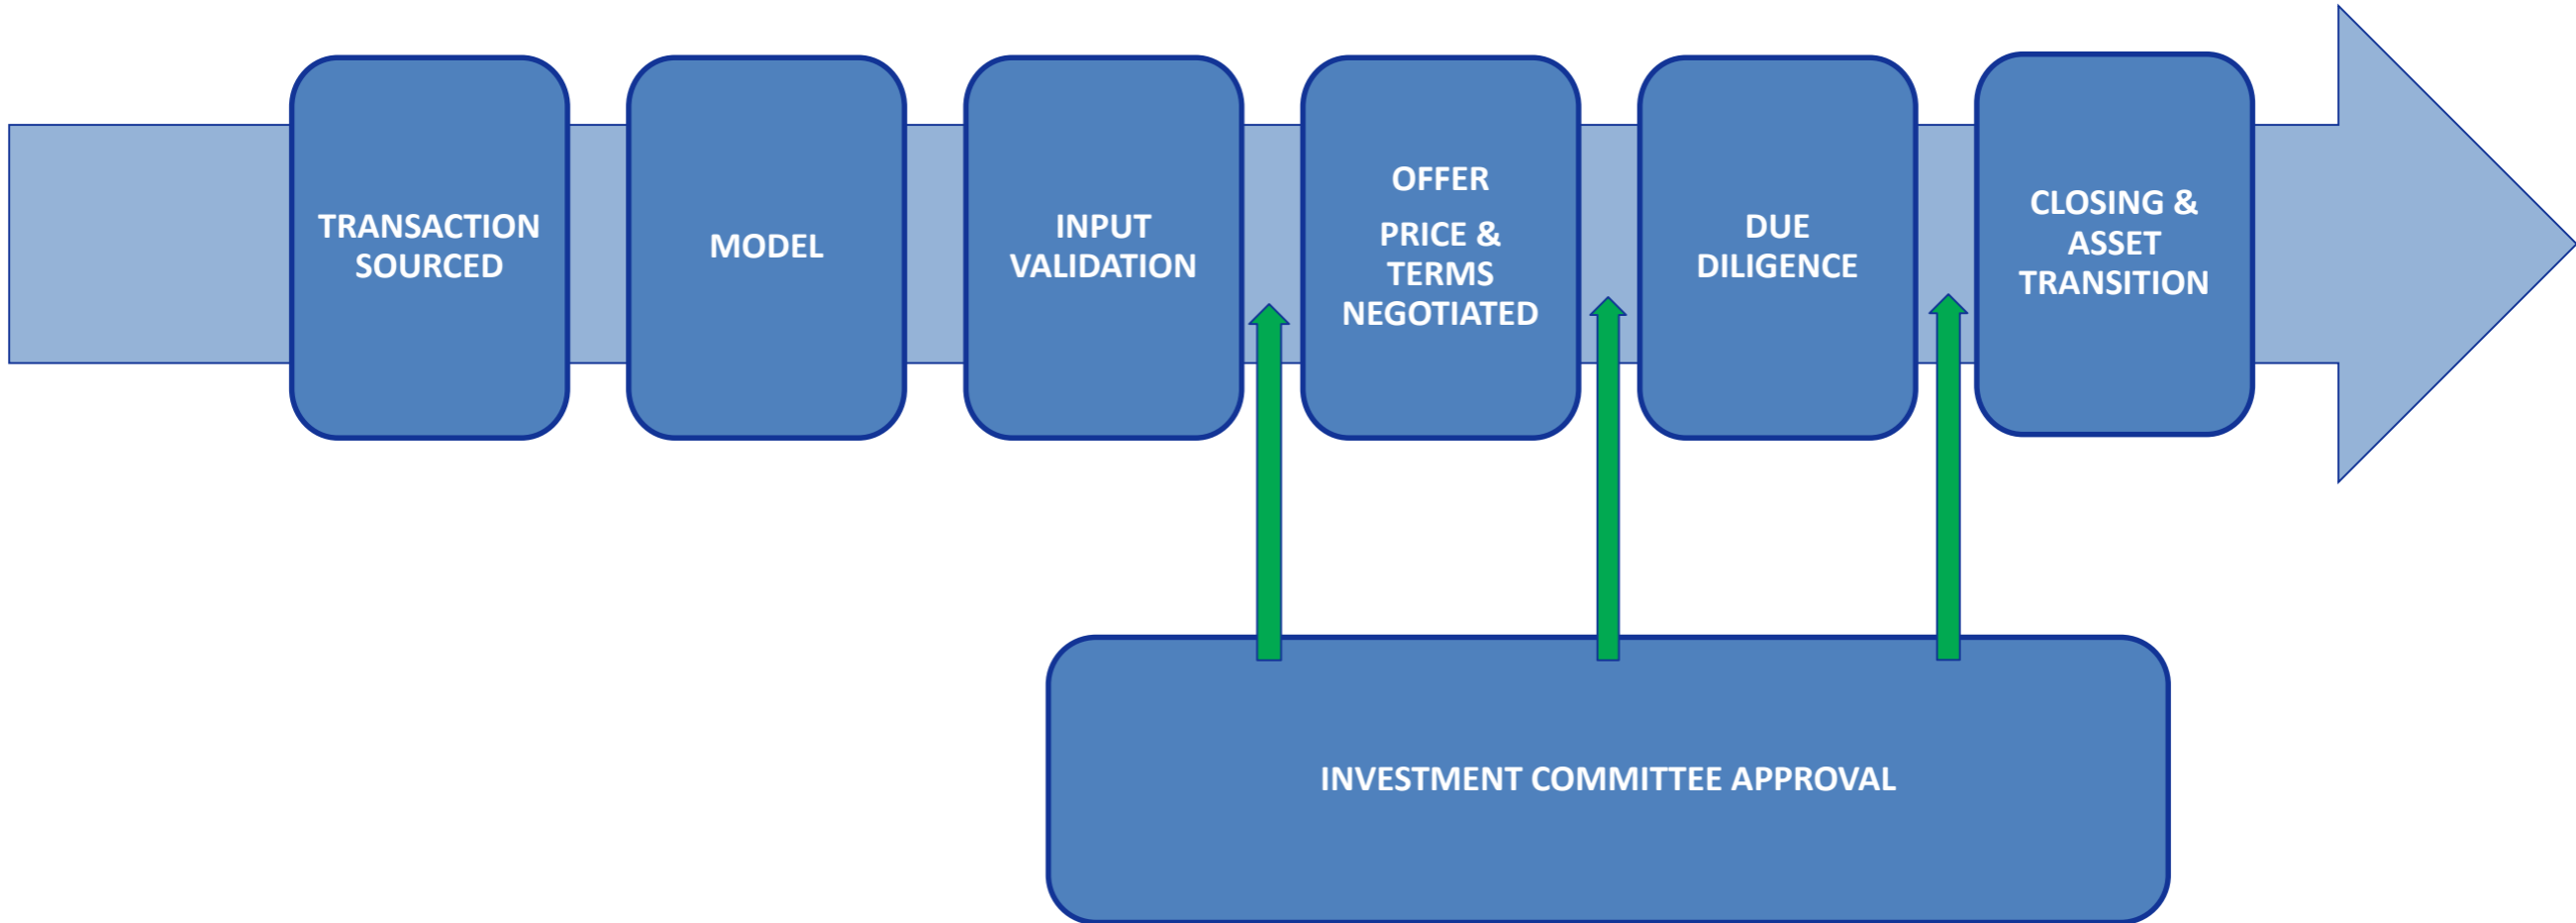 TRANSACTION
SOURCED
MODEL
INPUT
VALIDATION
OFFER
PRICE &
TERMS
NEGOTIATED
DUE
DILIGENCE
CLOSING &
ASSET
TRANSITION
INVESTMENT COMMITTEE APPROVAL